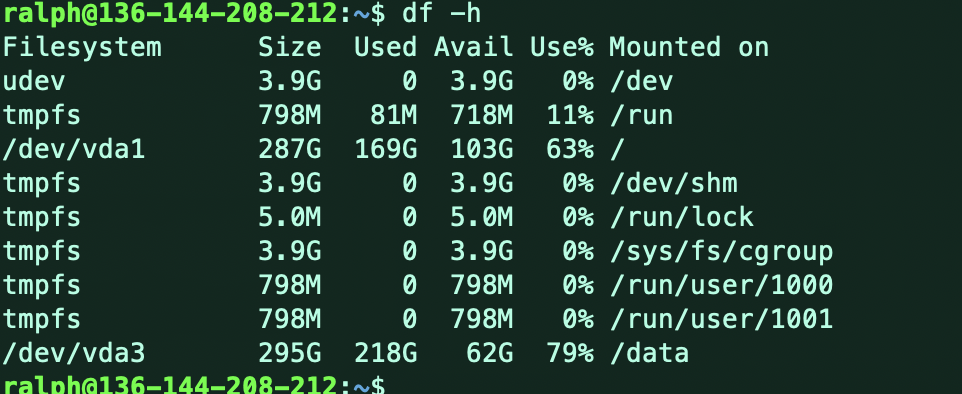 ralph@136-144-208-212:~$ df -h
Filesystem      Size  Used Avail Use% Mounted on
udev            3.9G     0  3.9G   0% /dev
tmpfs           798M   81M  718M  11% /run
/dev/vda1       287G  169G  103G  63% /
tmpfs           3.9G     0  3.9G   0% /dev/shm
tmpfs           5.0M     0  5.0M   0% /run/lock
tmpfs           3.9G     0  3.9G   0% /sys/fs/cgroup
tmpfs           798M     0  798M   0% /run/user/1000
tmpfs           798M     0  798M   0% /run/user/1001
/dev/vda3       295G  218G   62G  79% /data
ralph@136-144-208-212:~$